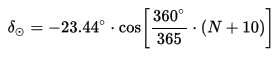 δ☉ = −23.44° · cos[360°/365 · (N + 10)]